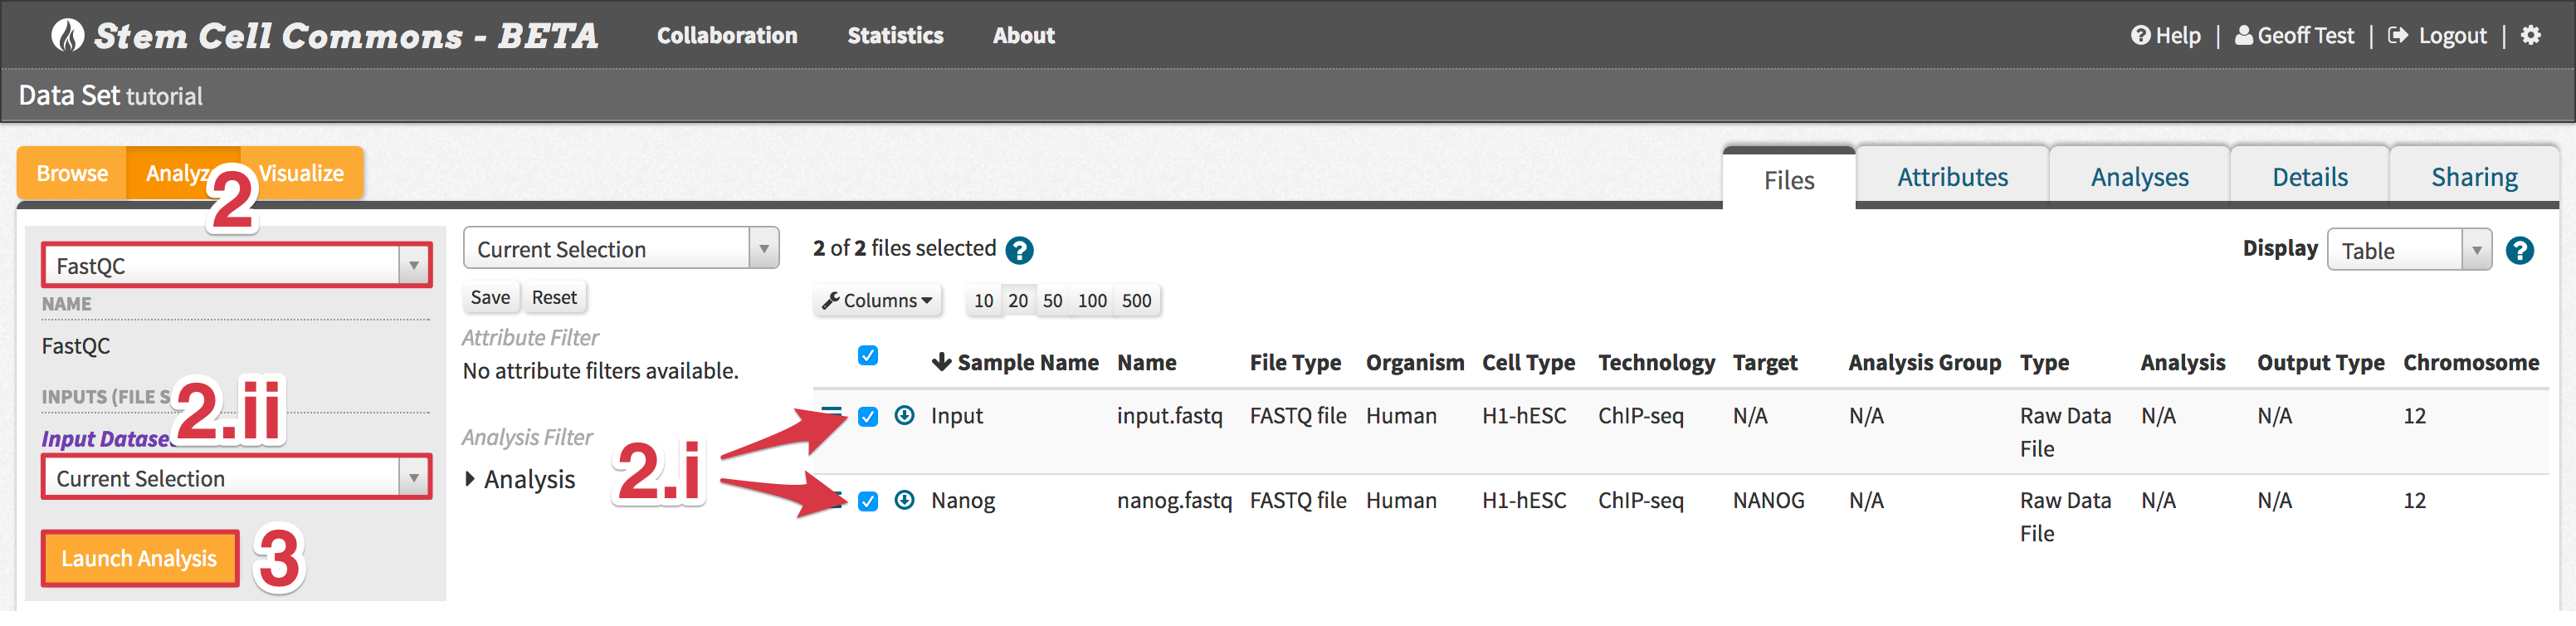 Stem Cell Commons - BETA Collaboration Statistics About Help | Geoff Test | Logout |
Data Set tutorial
Browse Analyz 2 Visualize
Files Attributes Analyses Details Sharing
FastQC
NAME
FastQC
INPUTS (FILE S
2.ii
Input Datase
Current Selection
Launch Analysis 3
Current Selection
Save Reset
Attribute Filter
No attribute filters available.
Analysis Filter
Analysis
2.i
2 of 2 files selected ?
Display Table ?
Columns 10 20 50 100 500
Sample Name Name File Type Organism Cell Type Technology Target Analysis Group Type Analysis Output Type Chromosome
Input input.fastq FASTQ file Human H1-hESC ChIP-seq N/A N/A Raw Data N/A N/A 12
File
Nanog nanog.fastq FASTQ file Human H1-hESC ChIP-seq NANOG N/A Raw Data N/A N/A 12
File